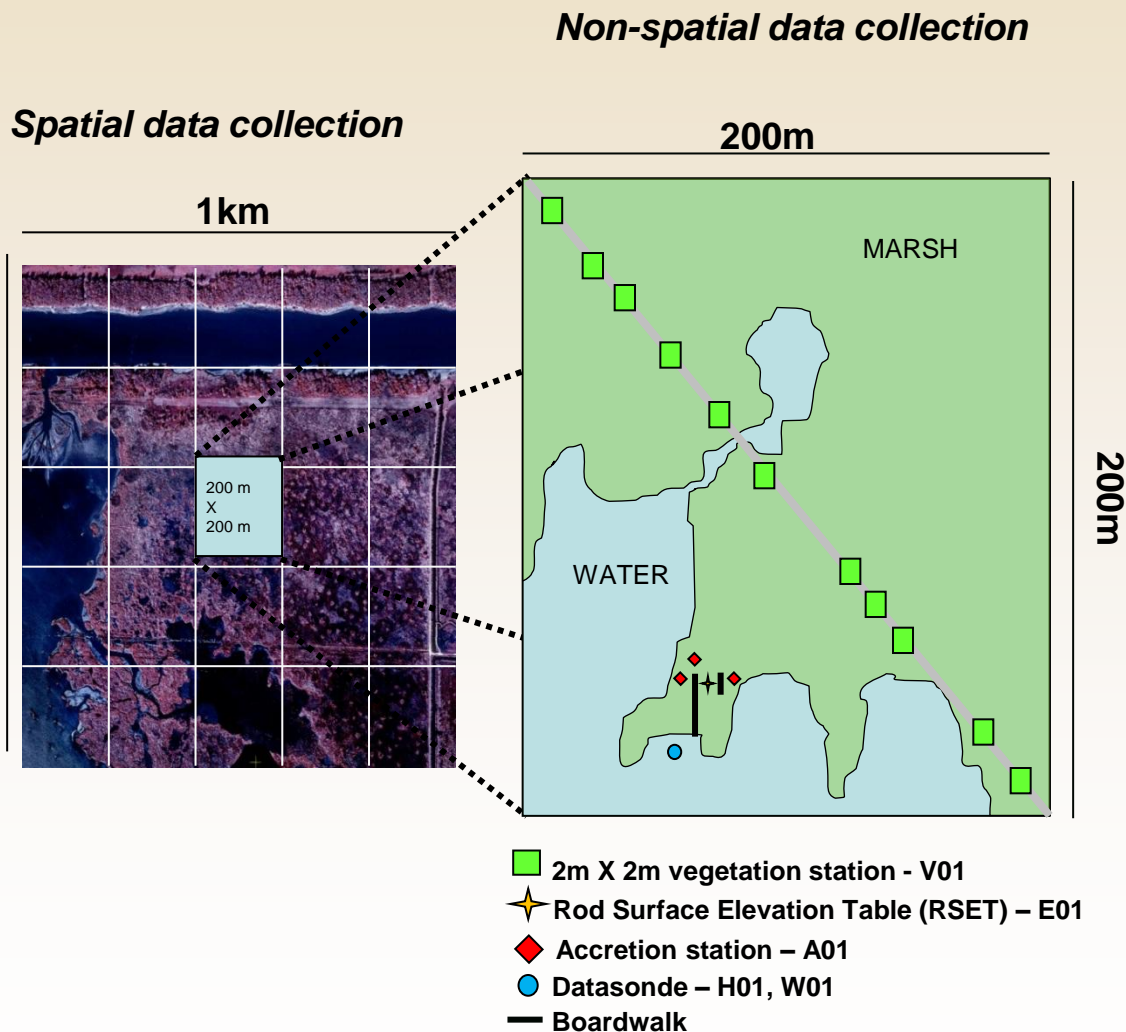 Non-spatial data collection
Spatial data collection
200m
1km
MARSH
200 m
X
200 m
200m
WATER
2m X 2m vegetation station - V01
Rod Surface Elevation Table (RSET) – E01
Accretion station – A01
Datasonde – H01, W01
Boardwalk